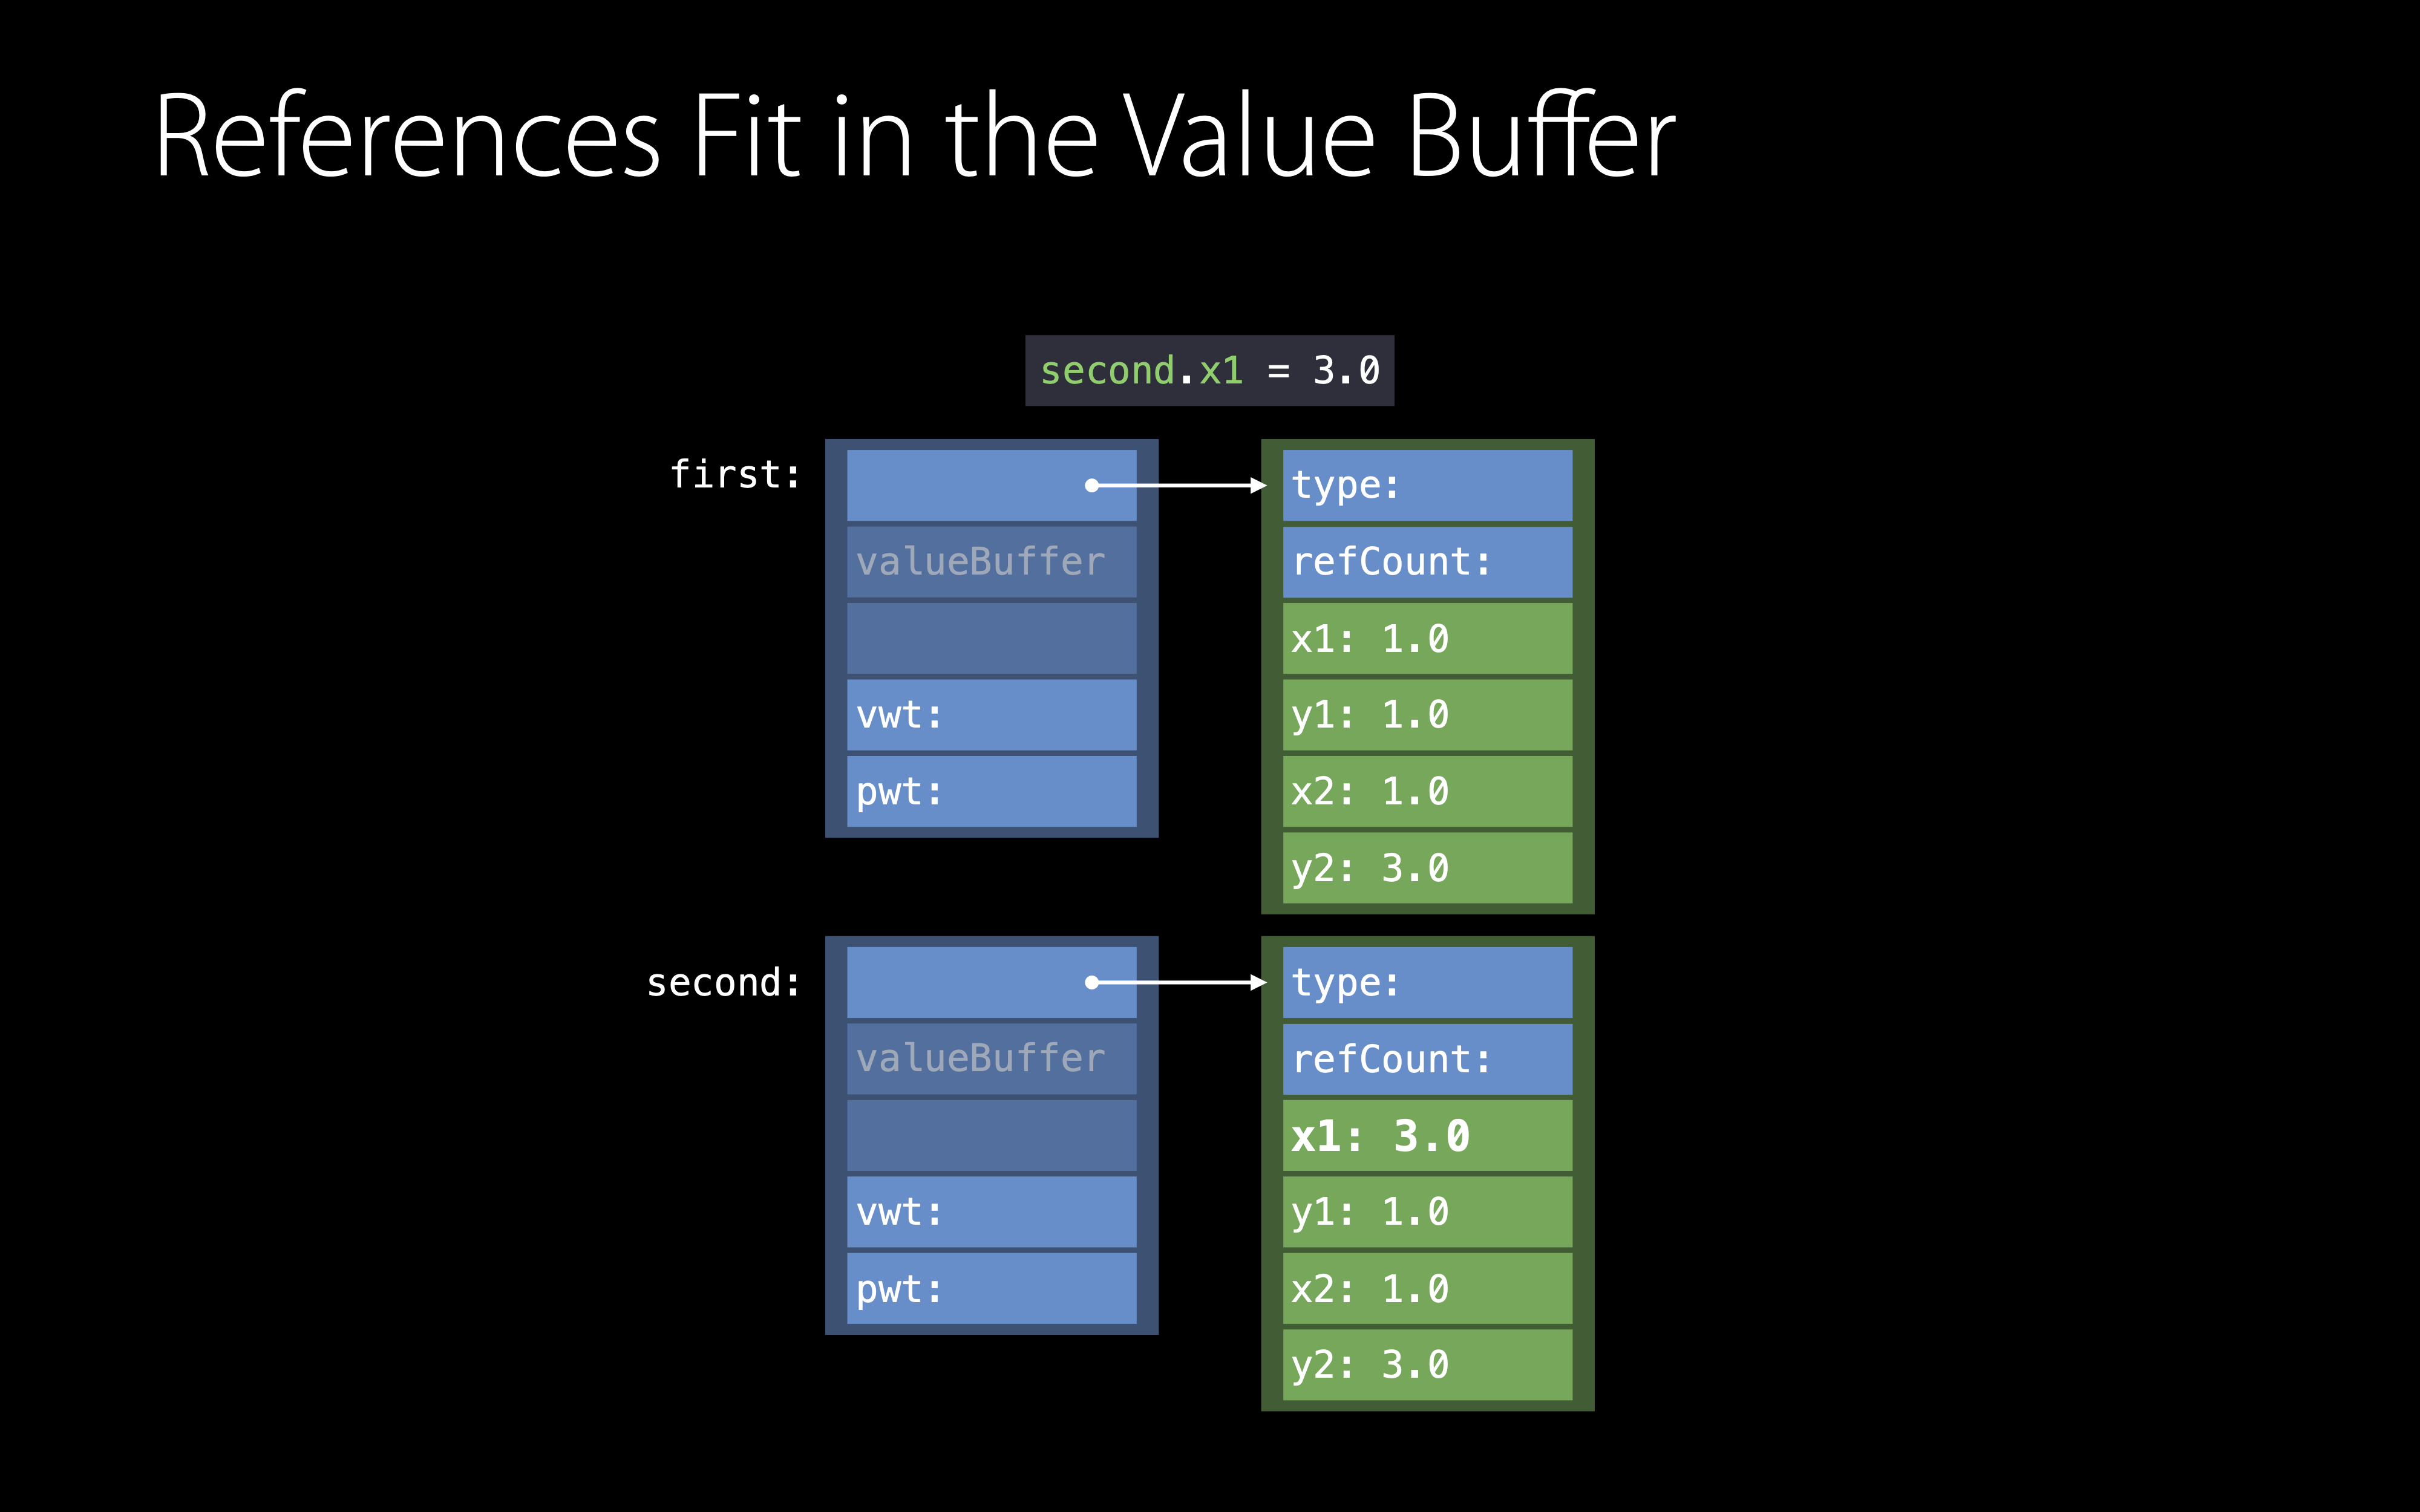 References Fit in the Value Buffer
second.x1 = 3.0
first:
valueBuffer
vwt:
pwt:
type:
refCount:
x1: 1.0
y1: 1.0
x2: 1.0
y2: 3.0
second:
valueBuffer
vwt:
pwt:
type:
refCount:
x1: 3.0
y1: 1.0
x2: 1.0
y2: 3.0